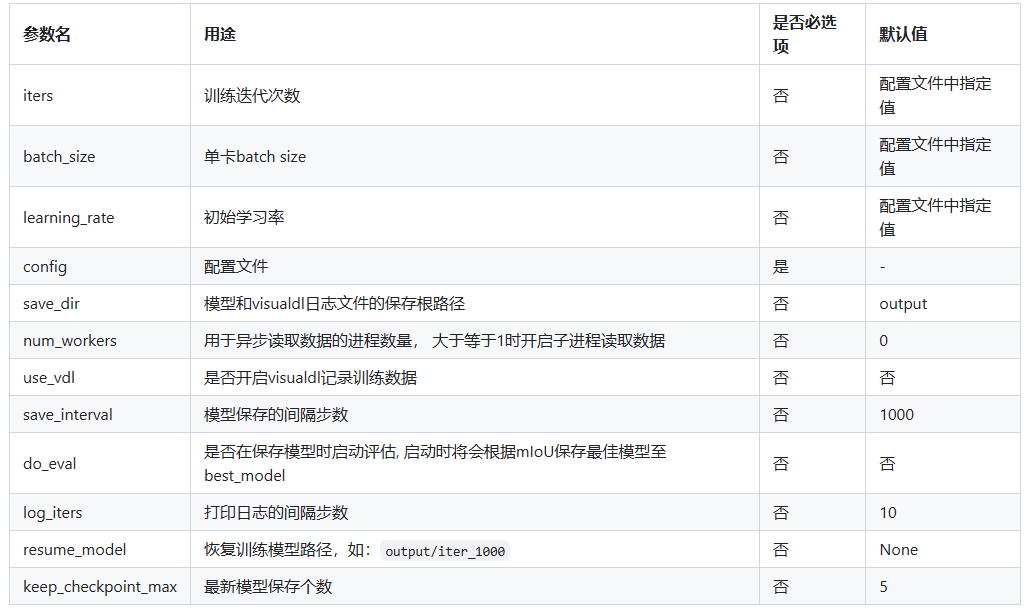 参数名 用途 是否必选项 默认值
iters 训练迭代次数 否 配置文件中指定值
batch_size 单卡batch size 否 配置文件中指定值
learning_rate 初始学习率 否 配置文件中指定值
config 配置文件 是 -
save_dir 模型和visualdl日志文件的保存根路径 否 output
num_workers 用于异步读取数据的进程数量， 大于等于1时开启子进程读取数据 否 0
use_vdl 是否开启visualdl记录训练数据 否 否
save_interval 模型保存的间隔步数 否 1000
do_eval 是否在保存模型时启动评估, 启动时将会根据mIoU保存最佳模型至best_model 否 否
log_iters 打印日志的间隔步数 否 10
resume_model 恢复训练模型路径，如： output/iter_1000 否 None
keep_checkpoint_max 最新模型保存个数 否 5